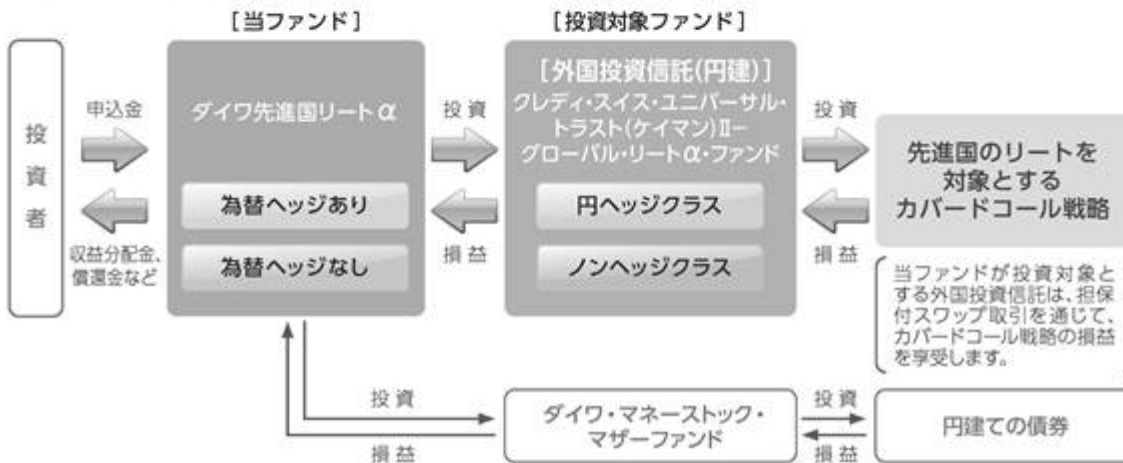 [当ファンド]
[投資対象ファンド]
投資者
申込金
収益分配金、
償還金など
ダイワ先進国リートα
為替ヘッジあり
為替ヘッジなし
投資
損益
[外国投資信託(円建)]
クレディ・スイス・ユニバーサル・
トラスト(ケイマン)Ⅱ−
グローバル・リートα・ファンド
円ヘッジクラス
ノンヘッジクラス
投資
損益
先進国のリートを
対象とする
カバードコール戦略
当ファンドが投資対象と
する外国投資信託は、担保
付スワップ取引を通じて、
カバードコール戦略の損益
を享受します。
投資
損益
ダイワ・マネーストック・
マザーファンド
投資
損益
円建ての債券